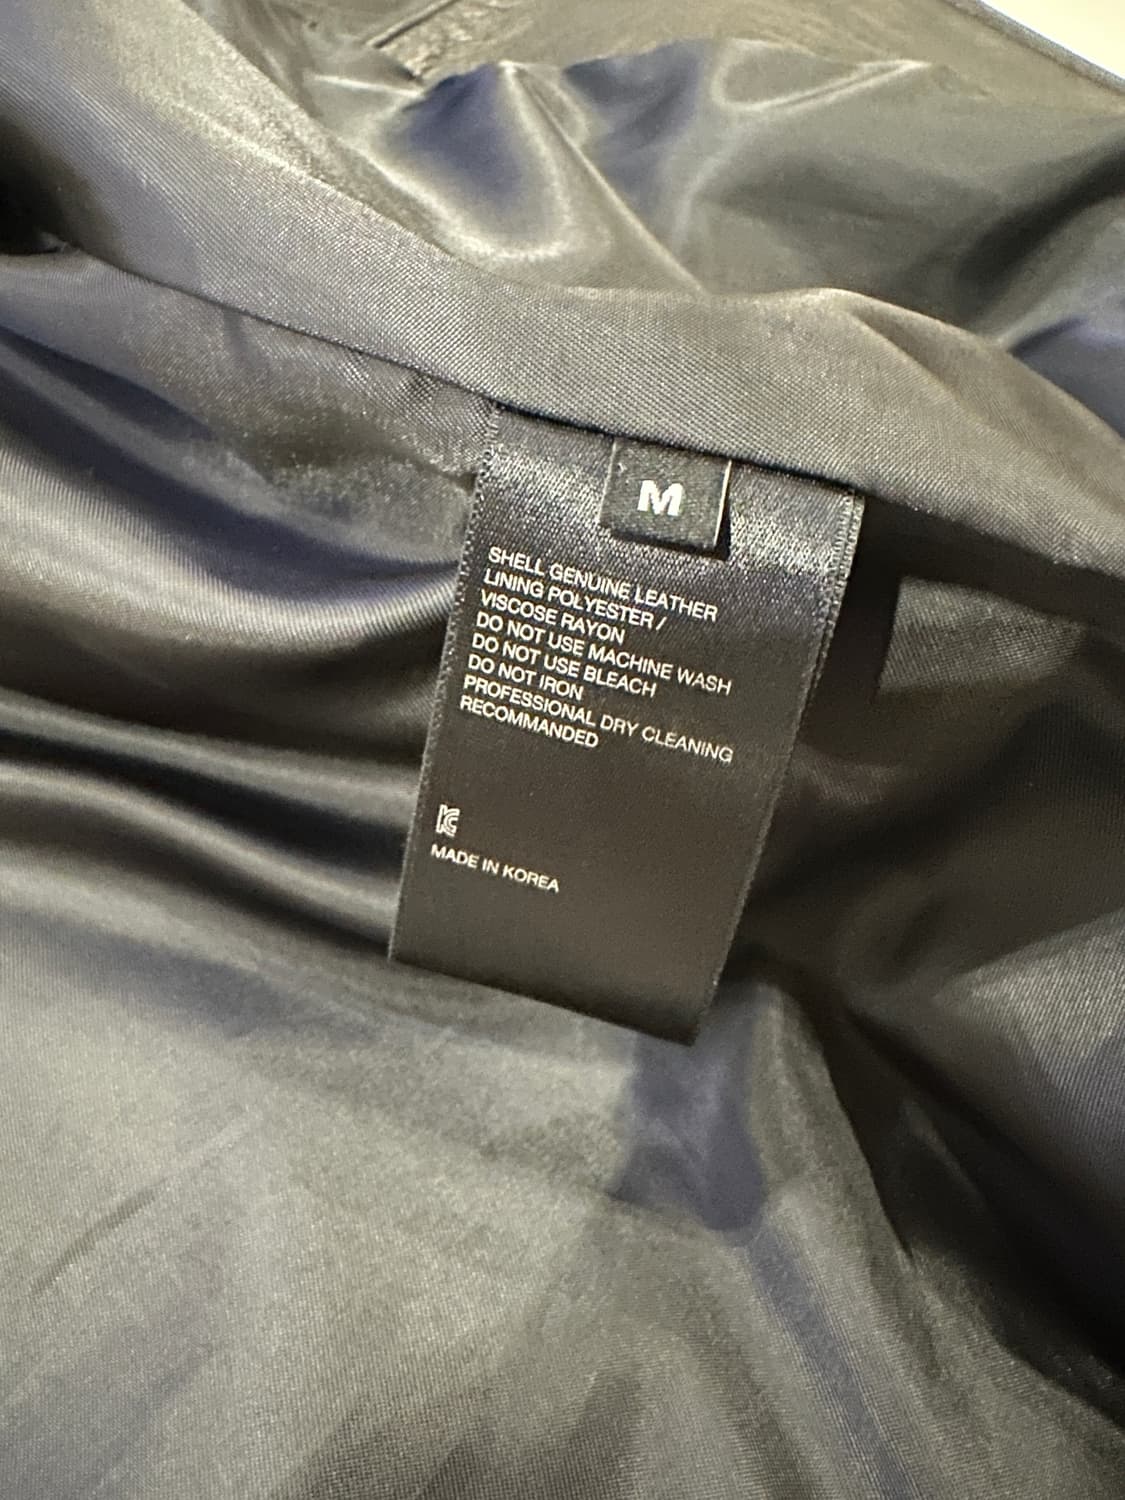 M
SHELL GENUINE LEATHER
LINING POLYESTER /
VISCOSE RAYON
DO NOT USE MACHINE WASH
DO NOT USE BLEACH
DO NOT IRON
PROFESSIONAL DRY CLEANING
RECOMMANDED
KC
MADE IN KOREA